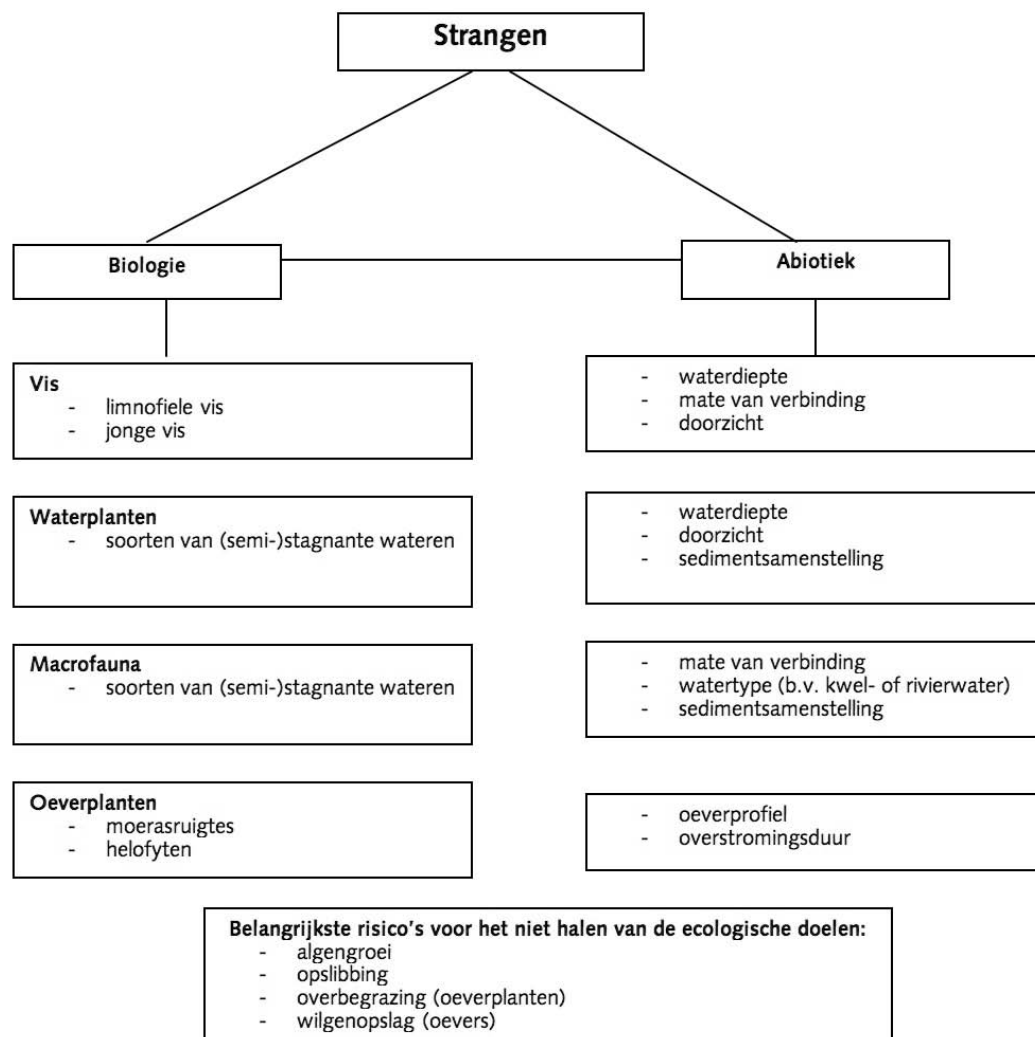 Strangen
Biologie
Abiotiek
Vis
- limnofiele vis
- jonge vis
- waterdiepte
- mate van verbinding
- doorzicht
Waterplanten
- soorten van (semi-)stagnante wateren
- waterdiepte
- doorzicht
- sedimentsamenstelling
Macrofauna
- soorten van (semi-)stagnante wateren
- mate van verbinding
- watertype (b.v. kwel- of rivierwater)
- sedimentsamenstelling
Oeverplanten
- moerasruigtes
- helofyten
- oeverprofiel
- overstromingsduur
Belangrijkste risico's voor het niet halen van de ecologische doelen:
- algengroei
- opslibbing
- overbegrazing (oeverplanten)
- wilgenopslag (oevers)